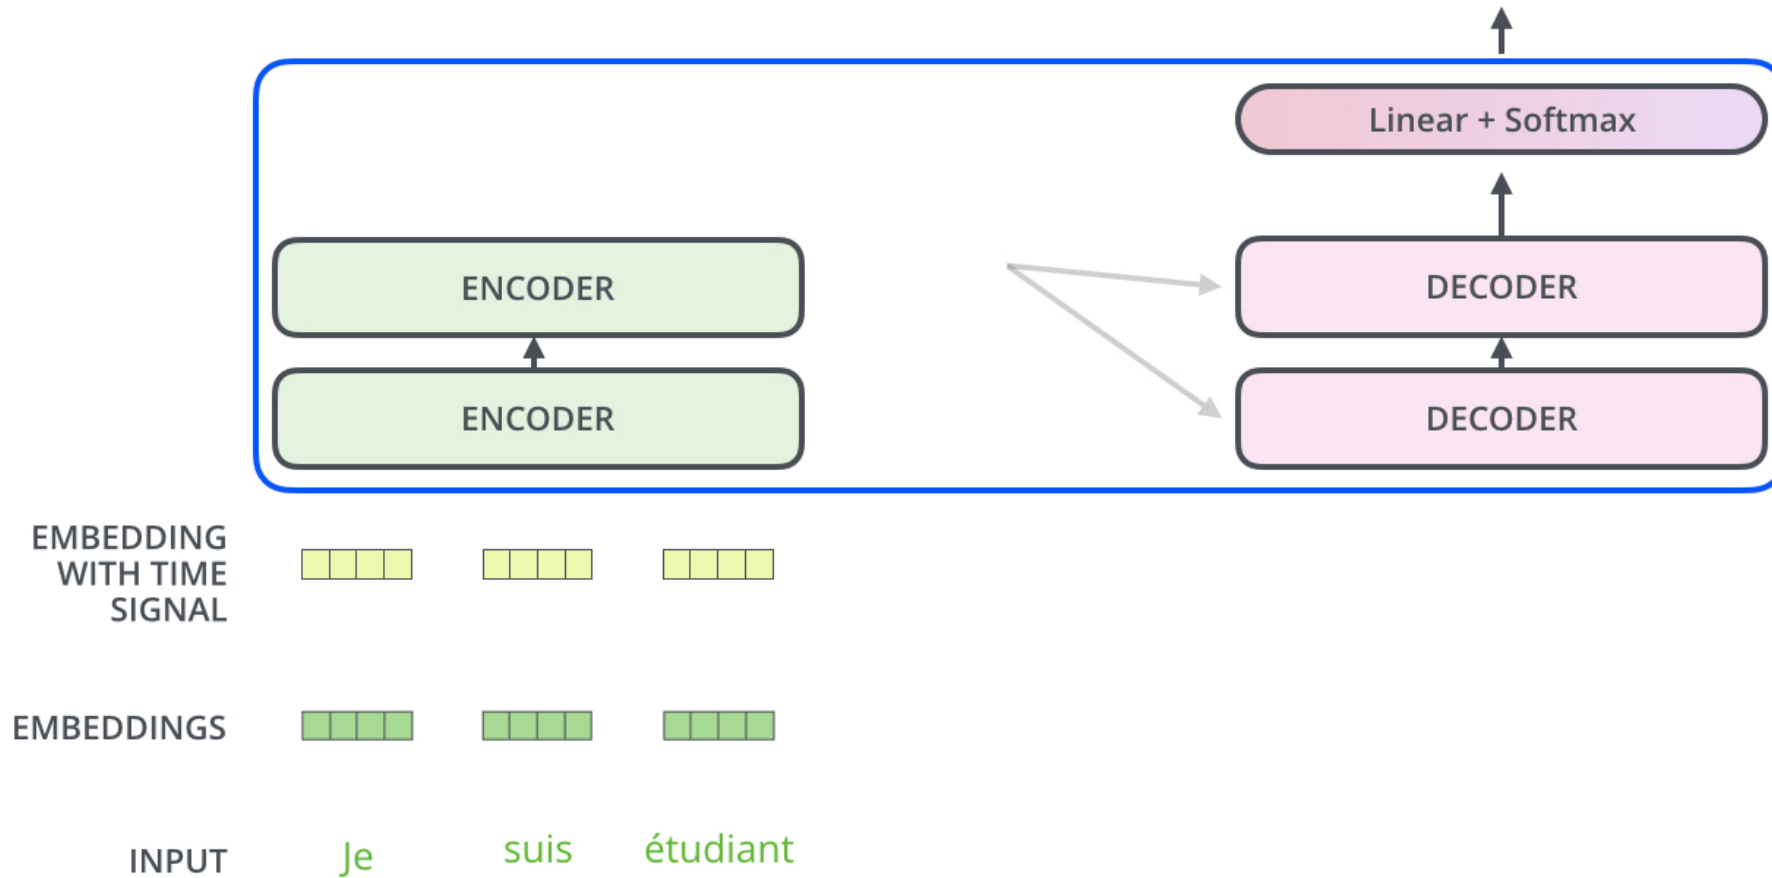 Linear + Softmax
ENCODER
DECODER
ENCODER
DECODER
EMBEDDING
WITH TIME
SIGNAL
EMBEDDINGS
INPUT Je suis étudiant